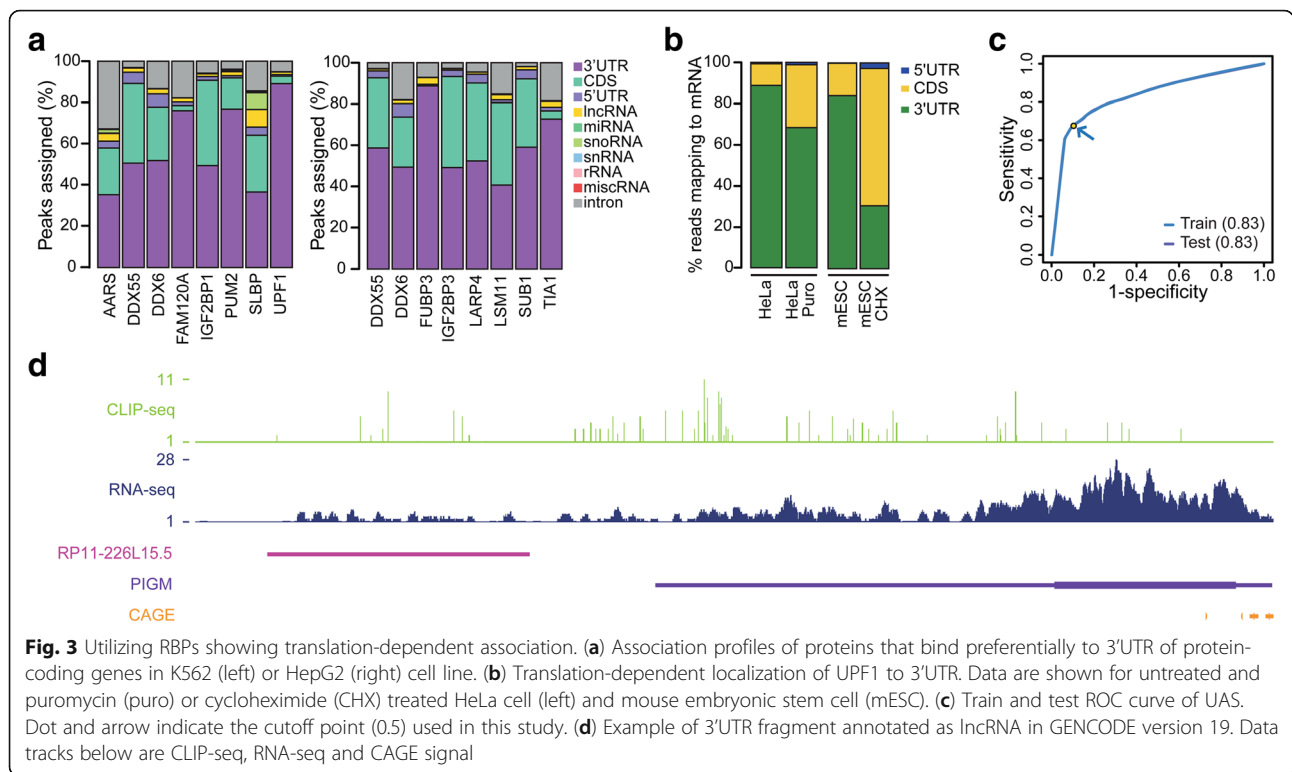 a
Peaks assigned (%)
100
80
60
40
20
0
AARS
DDX55
DDX6
FAM120A
IGF2BP1
PUM2
SLBP
UPF1
100
80
60
40
20
0
DDX55
DDX6
FUBP3
IGF2BP3
LARP4
LSM11
SUB1
TIA1
3'UTR
CDS
5'UTR
lncRNA
miRNA
snoRNA
snRNA
rRNA
miscRNA
intron
b
% reads mapping to mRNA
100
80
60
40
20
0
HeLa
HeLa Puro
mESC
mESC CHX
5'UTR
CDS
3'UTR
c
Sensitivity
1.0
0.8
0.6
0.4
0.2
0.0
Train (0.83)
Test (0.83)
0.0 0.2 0.4 0.6 0.8 1.0
1-specificity
d
11
CLIP-seq
1
28
RNA-seq
1
RP11-226L15.5
PIGM
CAGE
Fig. 3 Utilizing RBPs showing translation-dependent association. (a) Association profiles of proteins that bind preferentially to 3'UTR of protein-
coding genes in K562 (left) or HepG2 (right) cell line. (b) Translation-dependent localization of UPF1 to 3'UTR. Data are shown for untreated and
puromycin (puro) or cycloheximide (CHX) treated HeLa cell (left) and mouse embryonic stem cell (mESC). (c) Train and test ROC curve of UAS.
Dot and arrow indicate the cutoff point (0.5) used in this study. (d) Example of 3'UTR fragment annotated as lncRNA in GENCODE version 19. Data
tracks below are CLIP-seq, RNA-seq and CAGE signal